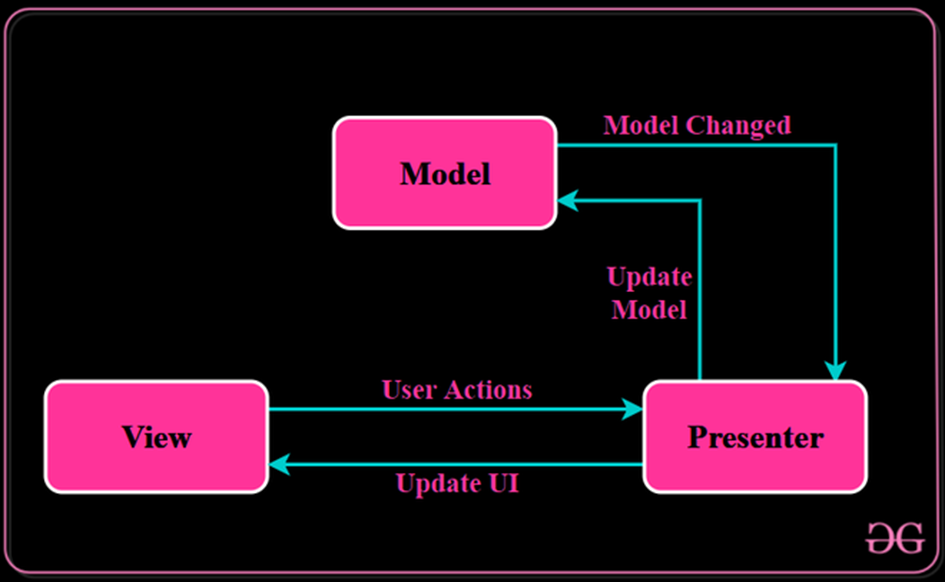 Model Changed
Model
Update
Model
User Actions
View
Presenter
Update UI